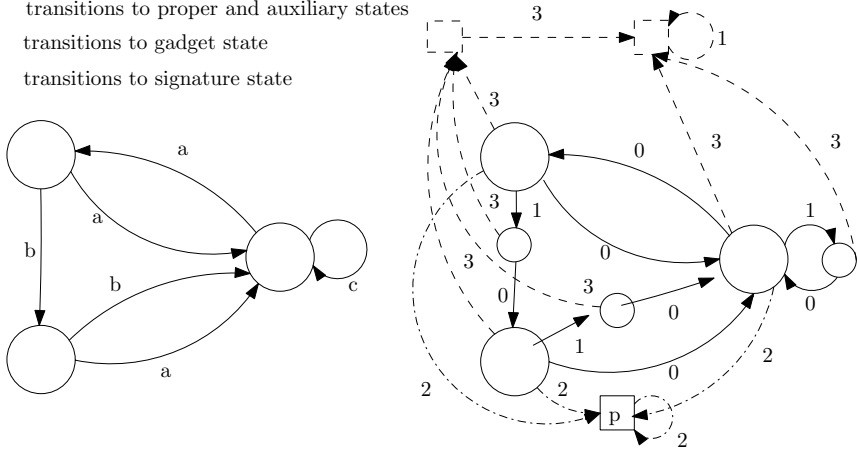 transitions to proper and auxiliary states
transitions to gadget state
transitions to signature state
3
1
3
3
3
a
0
a
b
3
1
0
1
b
3
0
3
0
c
0
1
0
a
2
2
2
p
2